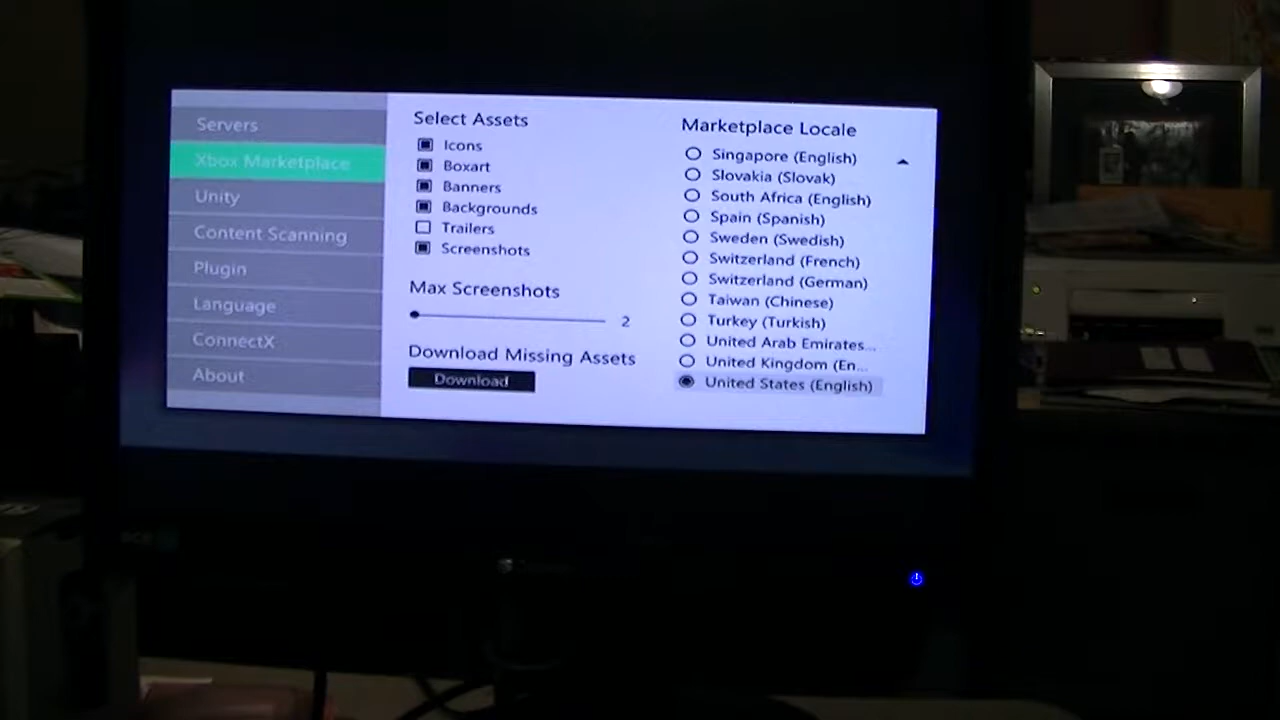 Servers
Xbox Marketplace
Unity
Content Scanning
Plugin
Language
ConnectX
About
Select Assets
Icons
Boxart
Banners
Backgrounds
Trailers
Screenshots
Max Screenshots
2
Download Missing Assets
Download
Marketplace Locale
Singapore (English)
Slovakia (Slovak)
South Africa (English)
Spain (Spanish)
Sweden (Swedish)
Switzerland (French)
Switzerland (German)
Taiwan (Chinese)
Turkey (Turkish)
United Arab Emirates...
United Kingdom (En...
United States (English)